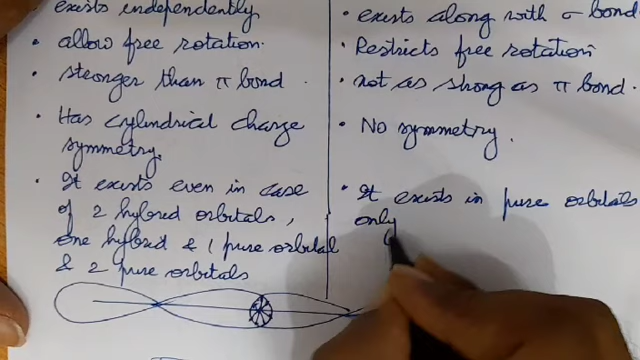 exists independently
• allow free rotation.
• stronger than π bond.
• Has cylindrical charge
symmetry.
• It exists even in case
of 2 hybred orbitals,
one hybred & 1 pure orbital
& 2 pure orbitals
• exists along with σ bond
• Restricts free rotation
• not as strong as π bond.
• No symmetry.
• It exists in pure orbitals
only